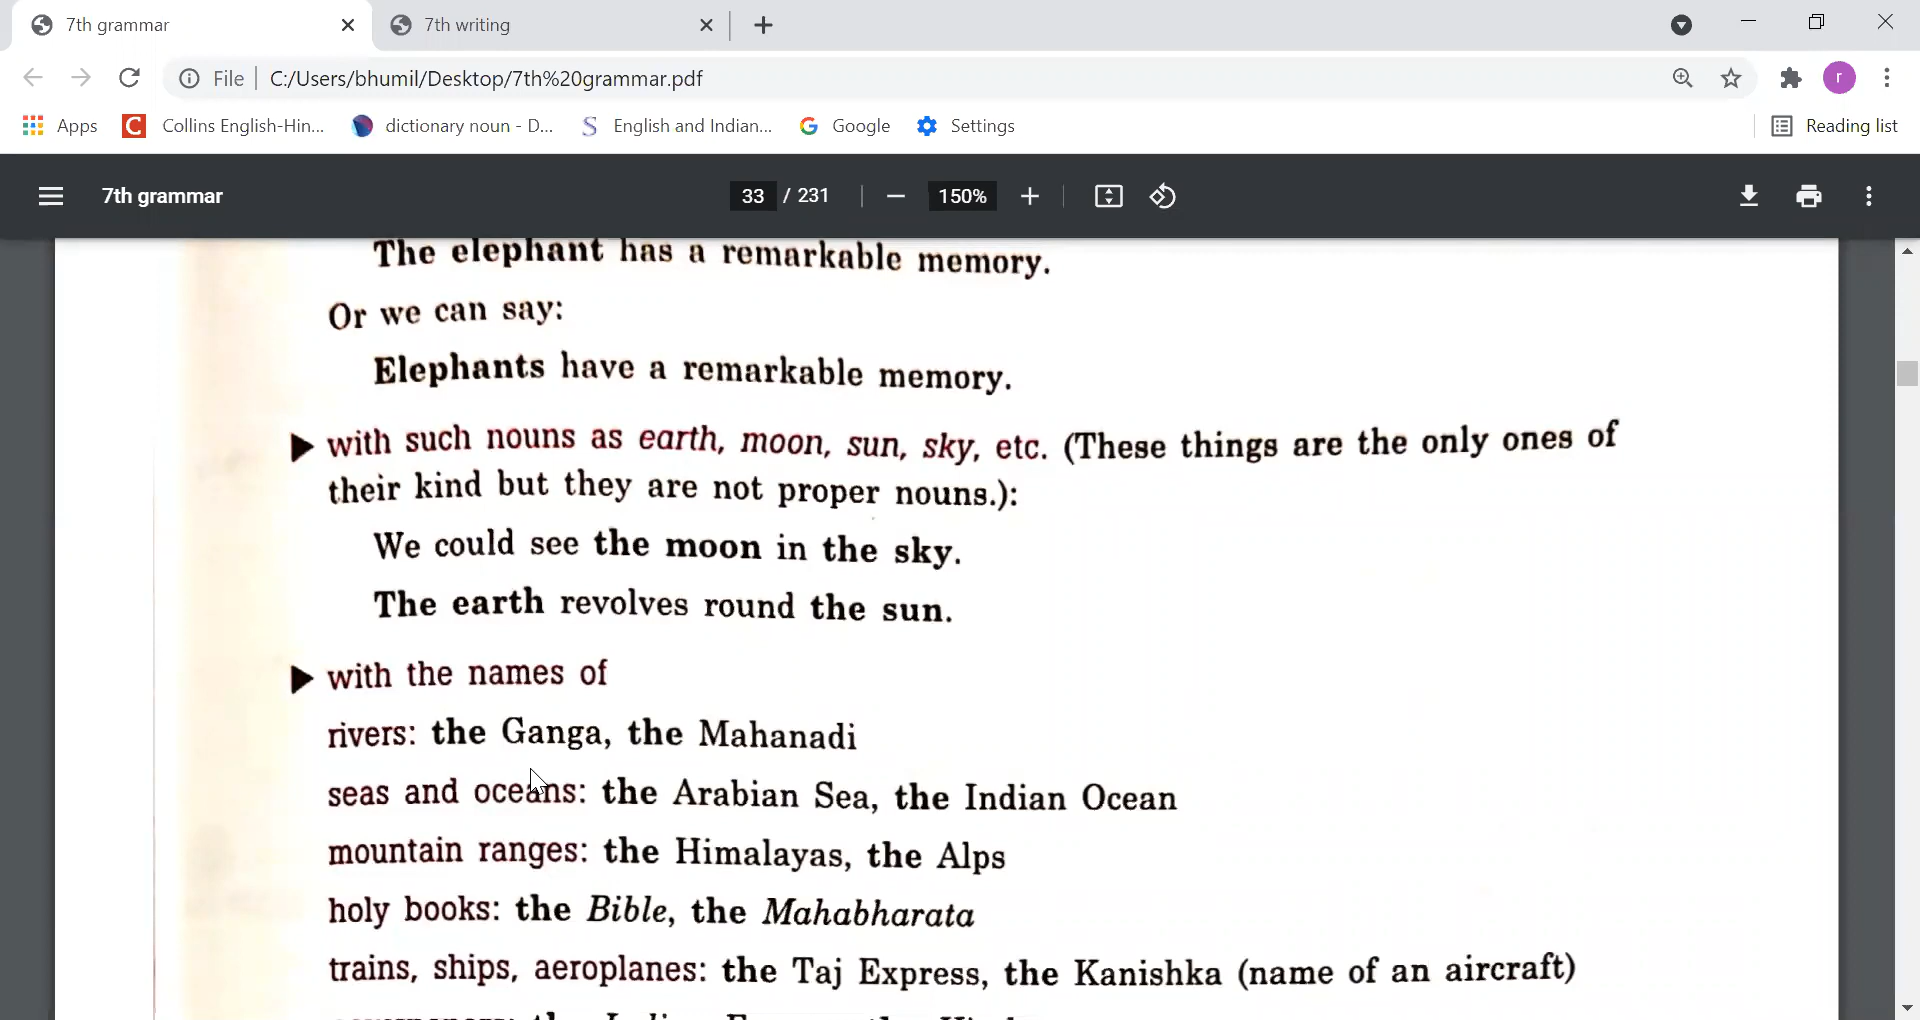 7th grammar
7th writing
File
C:/Users/bhumil/Desktop/7th%20grammar.pdf
r
Apps
C
Collins English-Hin...
dictionary noun - D...
S
English and Indian...
Google
Settings
Reading list
7th grammar
33 / 231
150%
The elephant has a remarkable memory.
Or we can say:
Elephants have a remarkable memory.
▶ with such nouns as earth, moon, sun, sky, etc. (These things are the only ones of
their kind but they are not proper nouns.):
We could see the moon in the sky.
The earth revolves round the sun.
▶ with the names of
rivers: the Ganga, the Mahanadi
seas and oceans: the Arabian Sea, the Indian Ocean
mountain ranges: the Himalayas, the Alps
holy books: the Bible, the Mahabharata
trains, ships, aeroplanes: the Taj Express, the Kanishka (name of an aircraft)